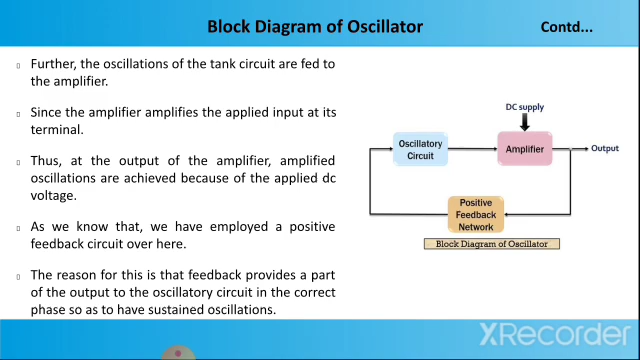 Block Diagram of Oscillator
Contd...
Further, the oscillations of the tank circuit are fed to
the amplifier.
Since the amplifier amplifies the applied input at its
terminal.
Thus, at the output of the amplifier, amplified
oscillations are achieved because of the applied dc
voltage.
As we know that, we have employed a positive
feedback circuit over here.
The reason for this is that feedback provides a part
of the output to the oscillatory circuit in the correct
phase so as to have sustained oscillations.
DC supply
Oscillatory
Circuit
Amplifier
Output
Positive
Feedback
Network
Block Diagram of Oscillator
XRecorder